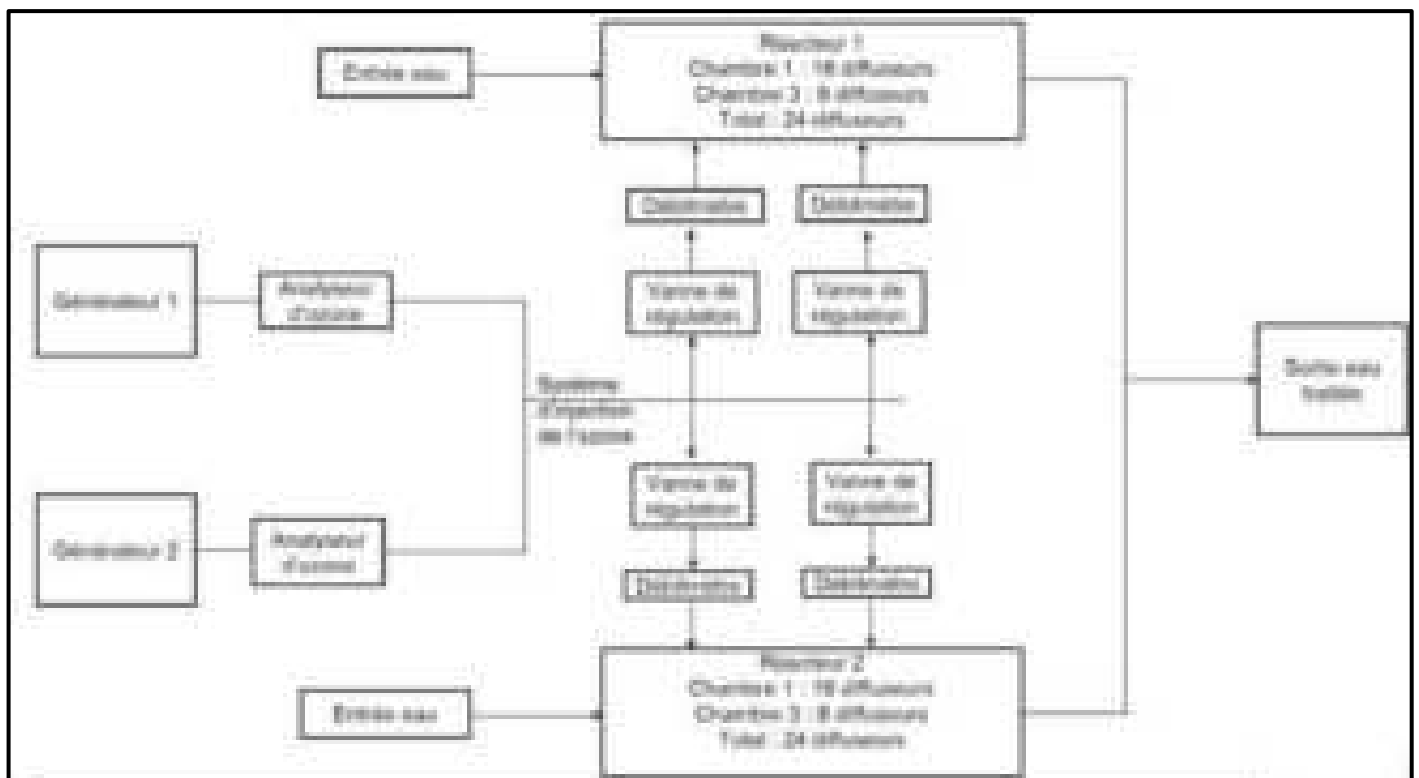 Réacteur 1
Chambre 1 : 16 diffuseurs
Chambre 3 : 8 diffuseurs
Total : 24 diffuseurs
Entrée eau
Débitmètre
Débitmètre
Générateur 1
Analyseur
d'ozone
Vanne de
régulation
Vanne de
régulation
Système
d'injection
de l'ozone
Sortie eau
traitée
Vanne de
régulation
Vanne de
régulation
Générateur 2
Analyseur
d'ozone
Débitmètre
Débitmètre
Réacteur 2
Chambre 1 : 16 diffuseurs
Chambre 3 : 8 diffuseurs
Total : 24 diffuseurs
Entrée eau